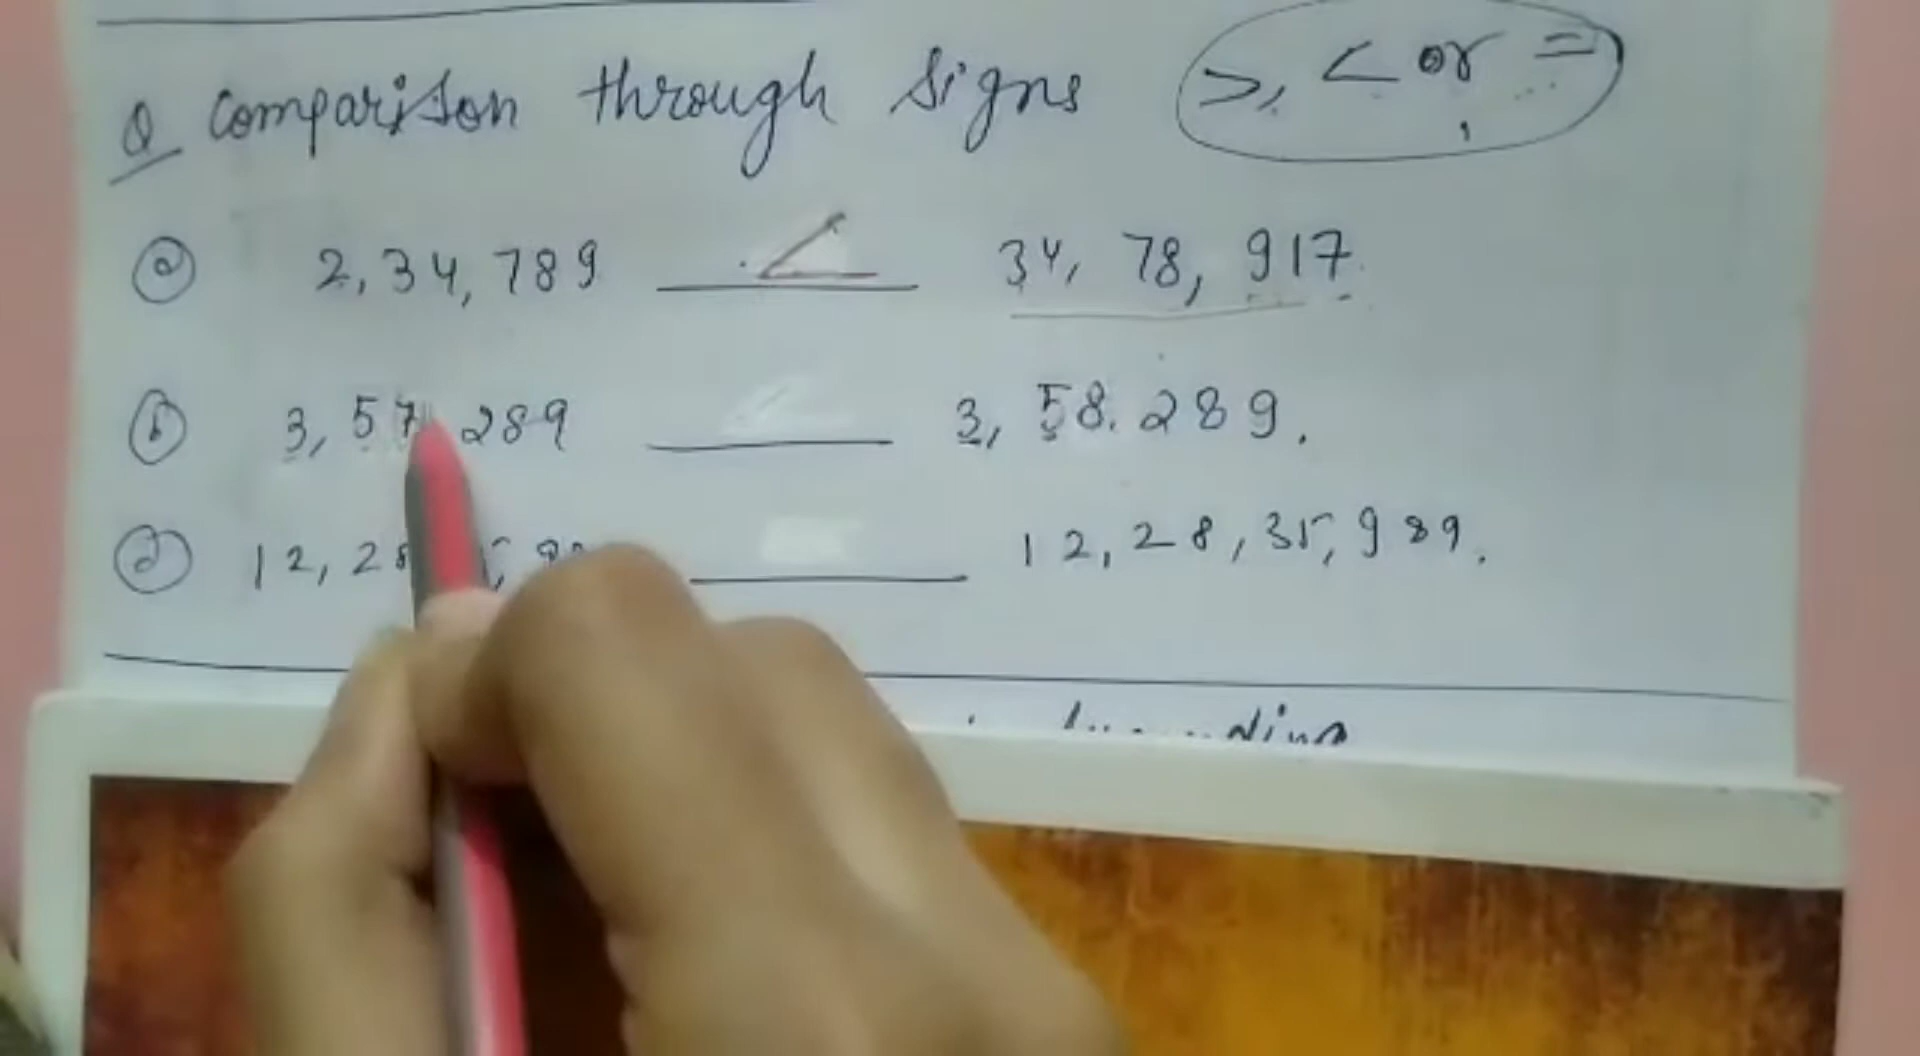 Q Comparison through signs >, < or =
(a) 2,34,789 < 34,78,917
(b) 3,57 289 3,58.289.
(d) 12,28 12,28,35,989.